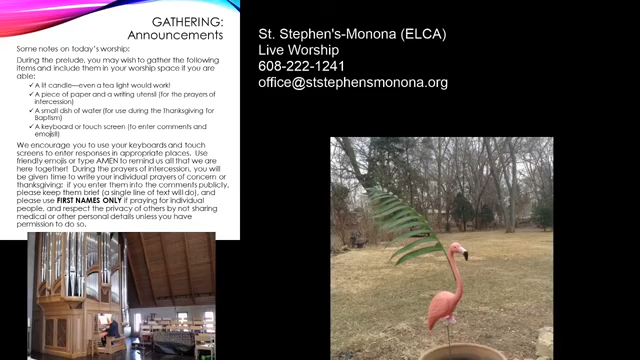 GATHERING:
Announcements
Some notes on today's worship:
During the prelude, you may wish to gather the following
items and include them in your worship space if you are
able:
✓A lit candle—even a tea light would work!
✓A piece of paper and a writing utensil (for the prayers of
intercession)
✓A small dish of water (for use during the Thanksgiving for
Baptism)
✓A keyboard or touch screen (to enter comments and
emojis!)
We encourage you to use your keyboards and touch
screens to enter responses in appropriate places. Use
friendly emojis or type AMEN to remind us all that we are
here together! During the prayers of intercession, you will
be given time to write your individual prayers of concern or
thanksgiving; if you enter them into the comments publicly,
please keep them brief (a single line of text will do), and
please use FIRST NAMES ONLY if praying for individual
people, and respect the privacy of others by not sharing
medical or other personal details unless you have
permission to do so.
St. Stephen's-Monona (ELCA)
Live Worship
608-222-1241
office@ststephensmonona.org